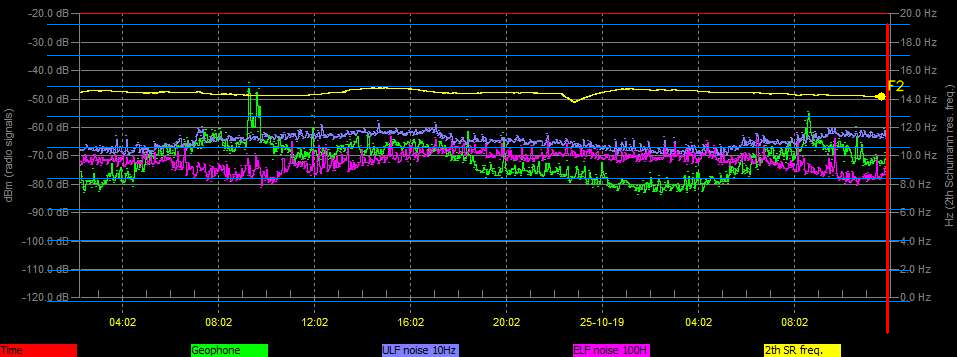 -20.0 dB
20.0 Hz
-30.0 dB
18.0 Hz
-40.0 dB
16.0 Hz
F2
-50.0 dB
14.0 Hz
-60.0 dB
12.0 Hz
-70.0 dB
10.0 Hz
-80.0 dB
8.0 Hz
-90.0 dB
6.0 Hz
-100.0 dB
4.0 Hz
-110.0 dB
2.0 Hz
-120.0 dB
0.0 Hz
dBm (radio signals)
Hz (2th Schumann res. freq.)
04:02 08:02 12:02 16:02 20:02 25-10-19 04:02 08:02
Time Geophone ULF noise 10Hz ELF noise 100H 2th SR freq.